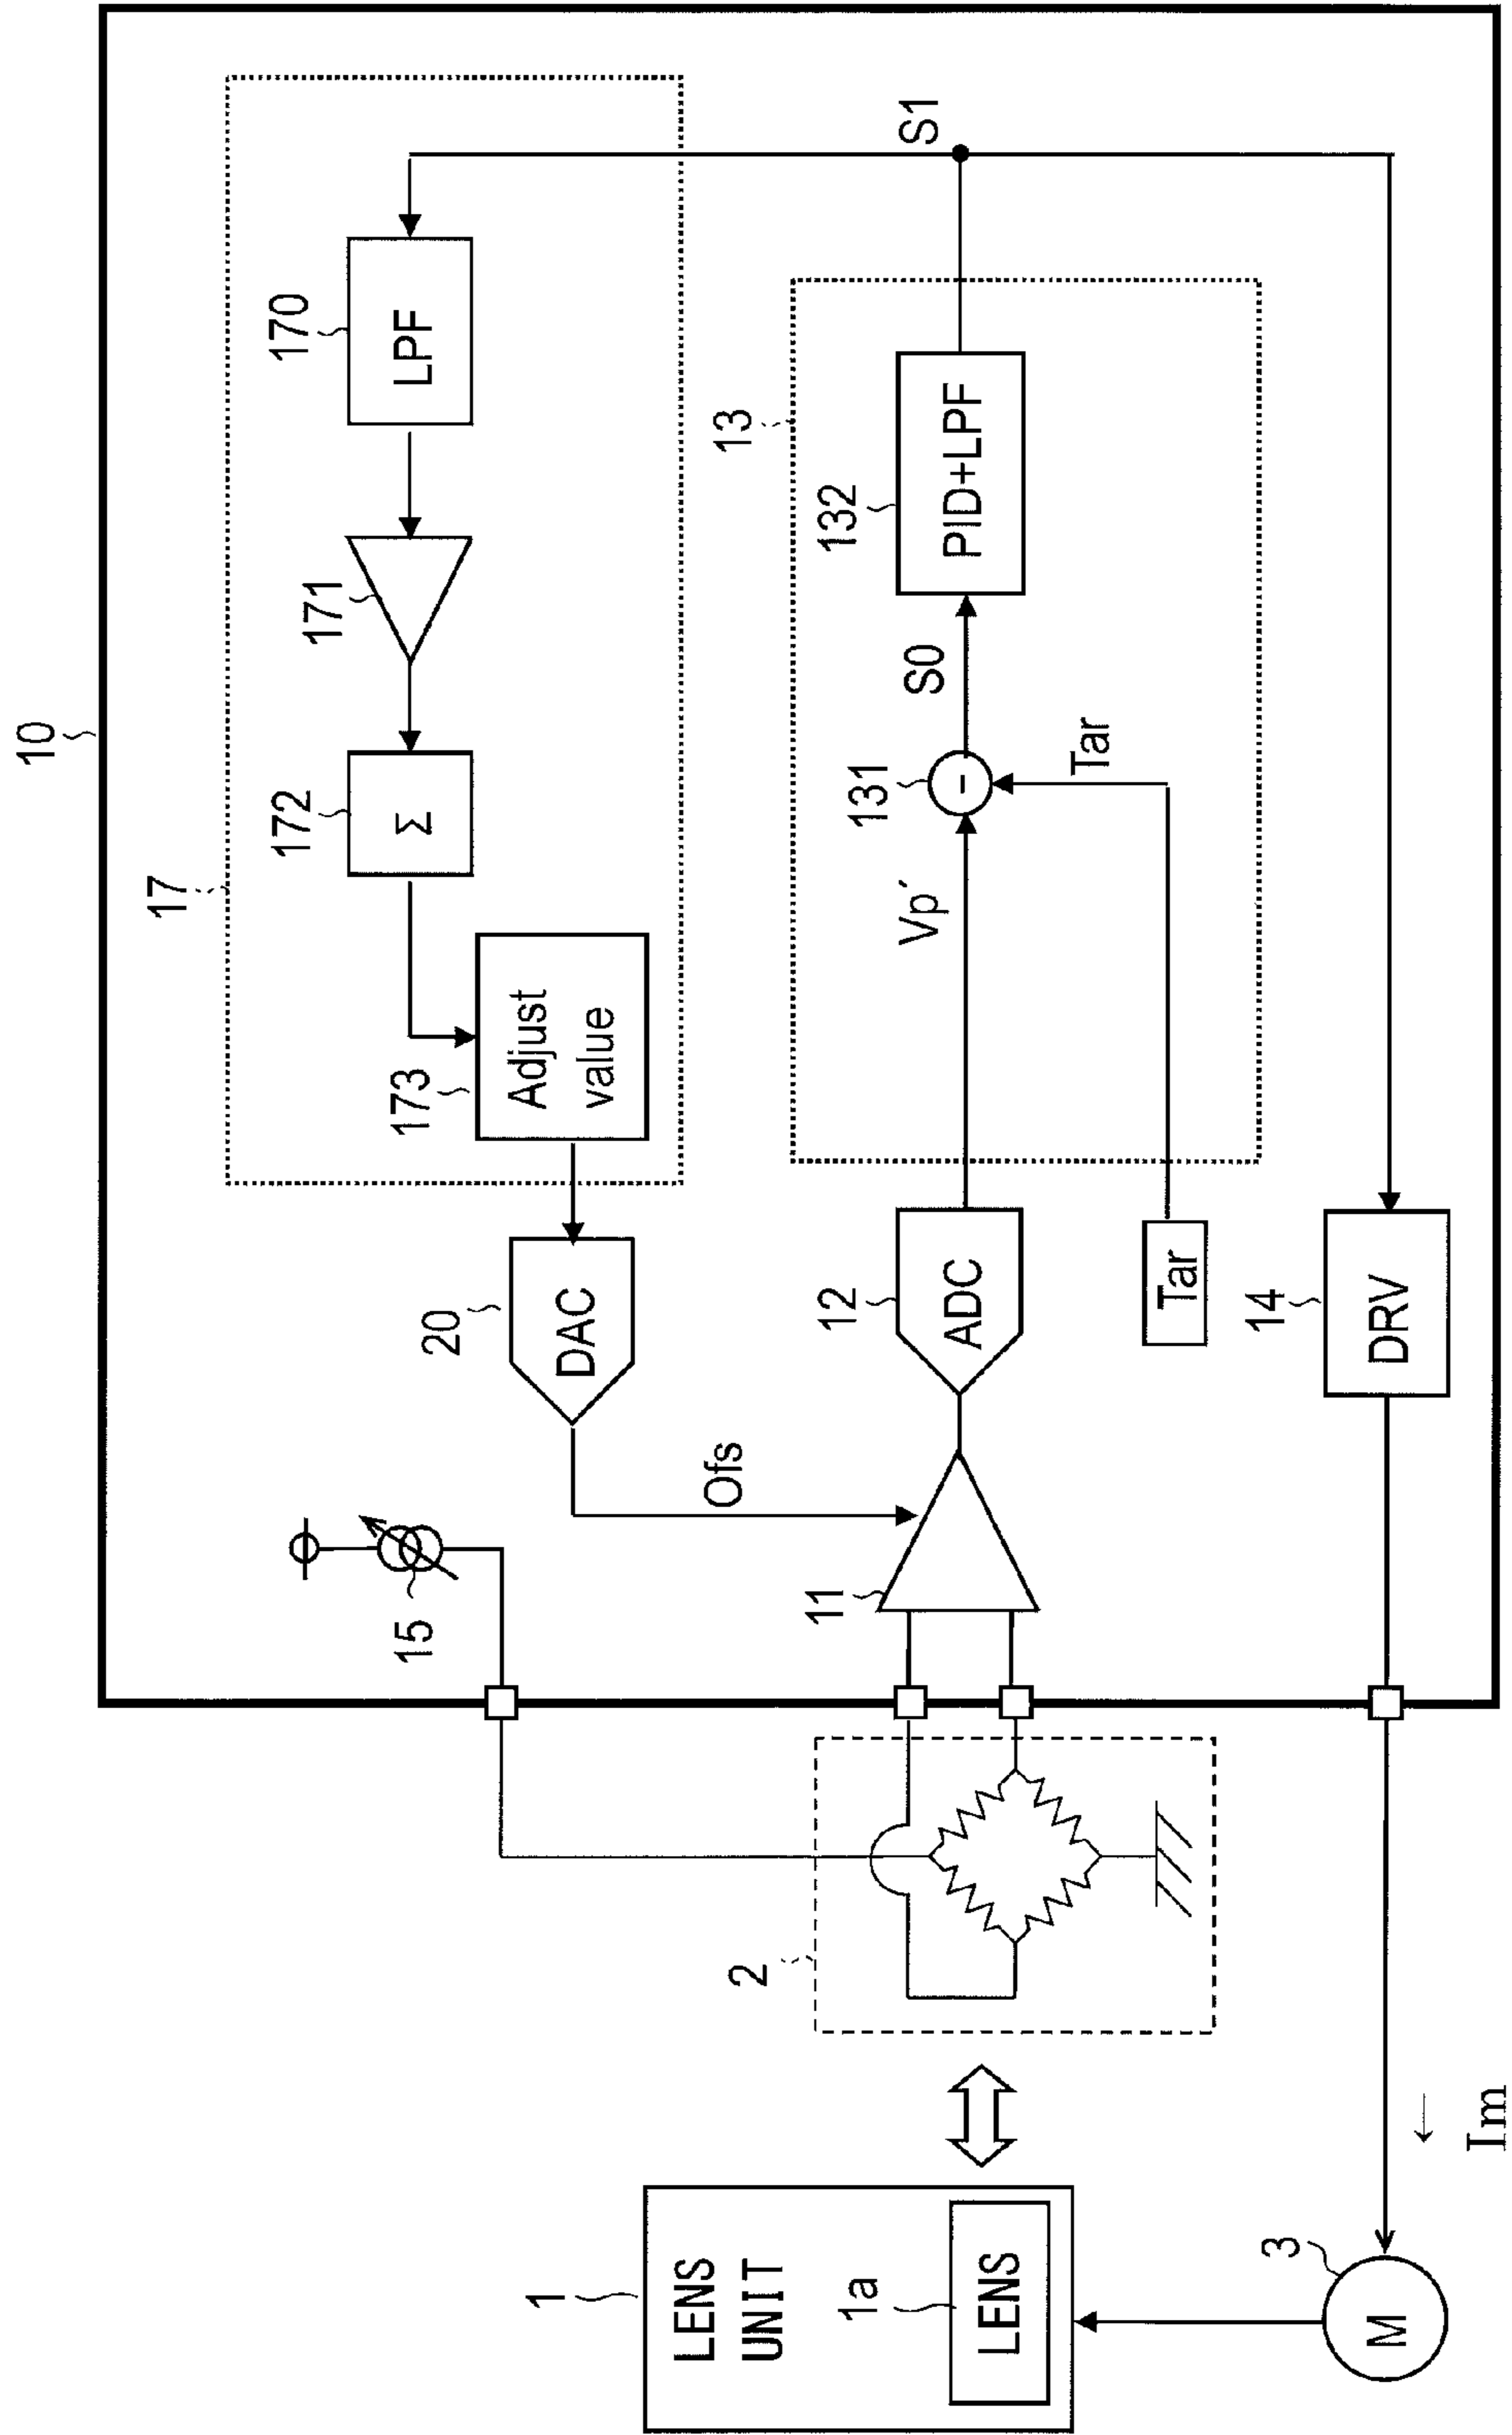 10
17
172
Σ
171
170
LPF
173
Adjust
value
20
DAC
15
Ofs
S1
13
132
PID+LPF
S0
131
-
Vp´
Tar
11
12
ADC
Tar
14
DRV
2
1
LENS
UNIT
1a
LENS
3
M
Im